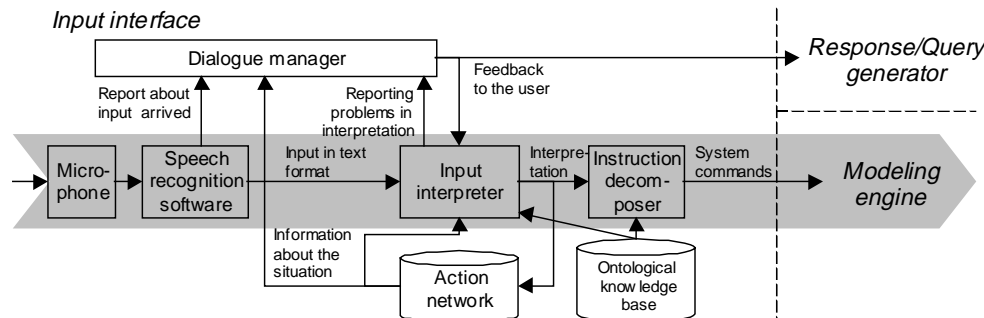 Input interface
Dialogue manager
Response/Query
generator
Report about
input arrived
Reporting
problems in
interpretation
Feedback
to the user
Micro-
phone
Speech
recognition
software
Input in text
format
Input
interpreter
Interpre-
tation
Instruction
decom-
poser
System
commands
Modeling
engine
Information
about the
situation
Action
network
Ontological
know ledge
base